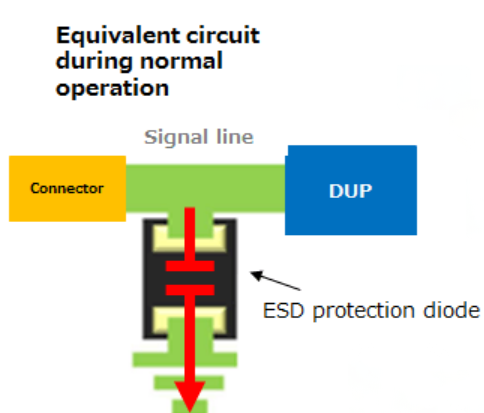 Equivalent circuit
during normal
operation
Signal line
Connector
DUP
ESD protection diode